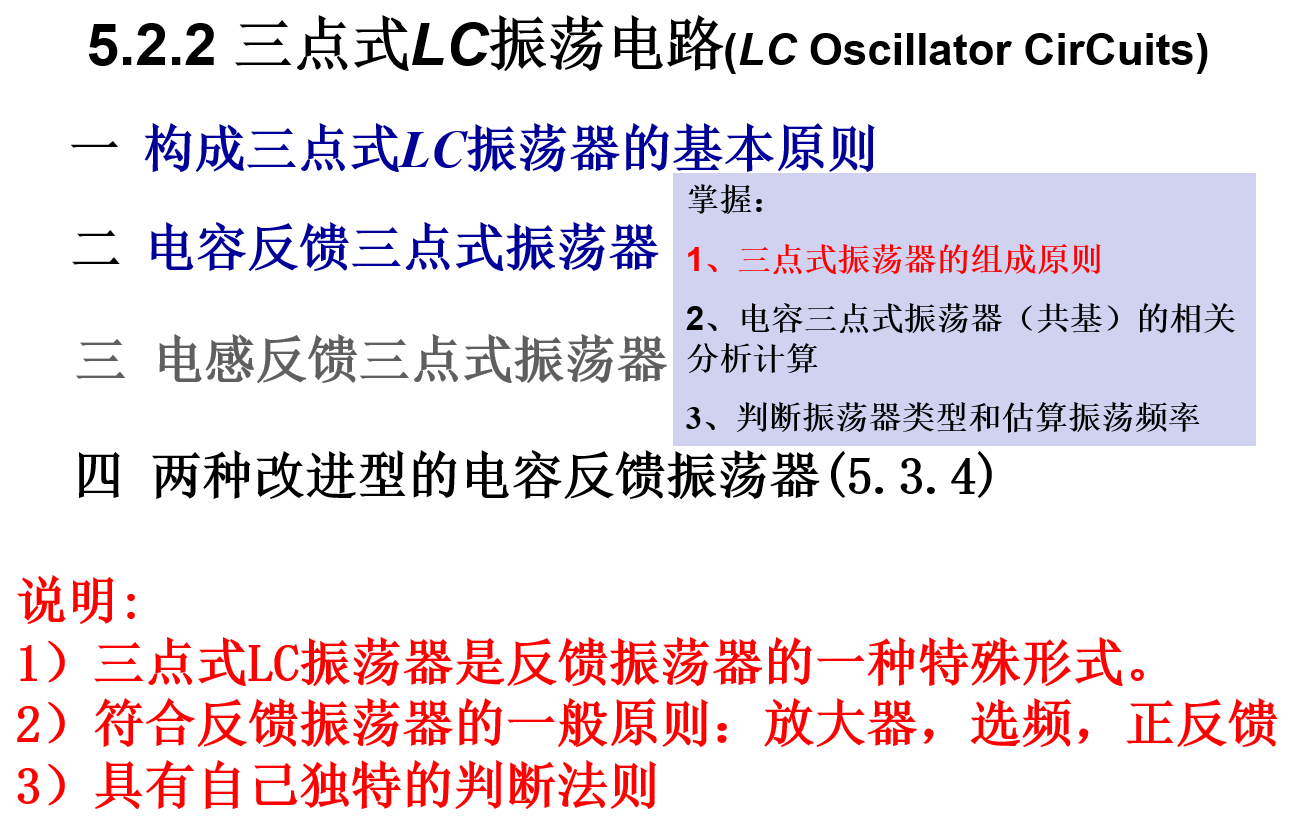 5.2.2 三点式LC振荡电路(LC Oscillator CirCuits)
一 构成三点式LC振荡器的基本原则
二 电容反馈三点式振荡器
三 电感反馈三点式振荡器
四 两种改进型的电容反馈振荡器(5.3.4)
掌握：
1、三点式振荡器的组成原则
2、电容三点式振荡器（共基）的相关
分析计算
3、判断振荡器类型和估算振荡频率
说明:
1）三点式LC振荡器是反馈振荡器的一种特殊形式。
2）符合反馈振荡器的一般原则：放大器，选频，正反馈
3）具有自己独特的判断法则